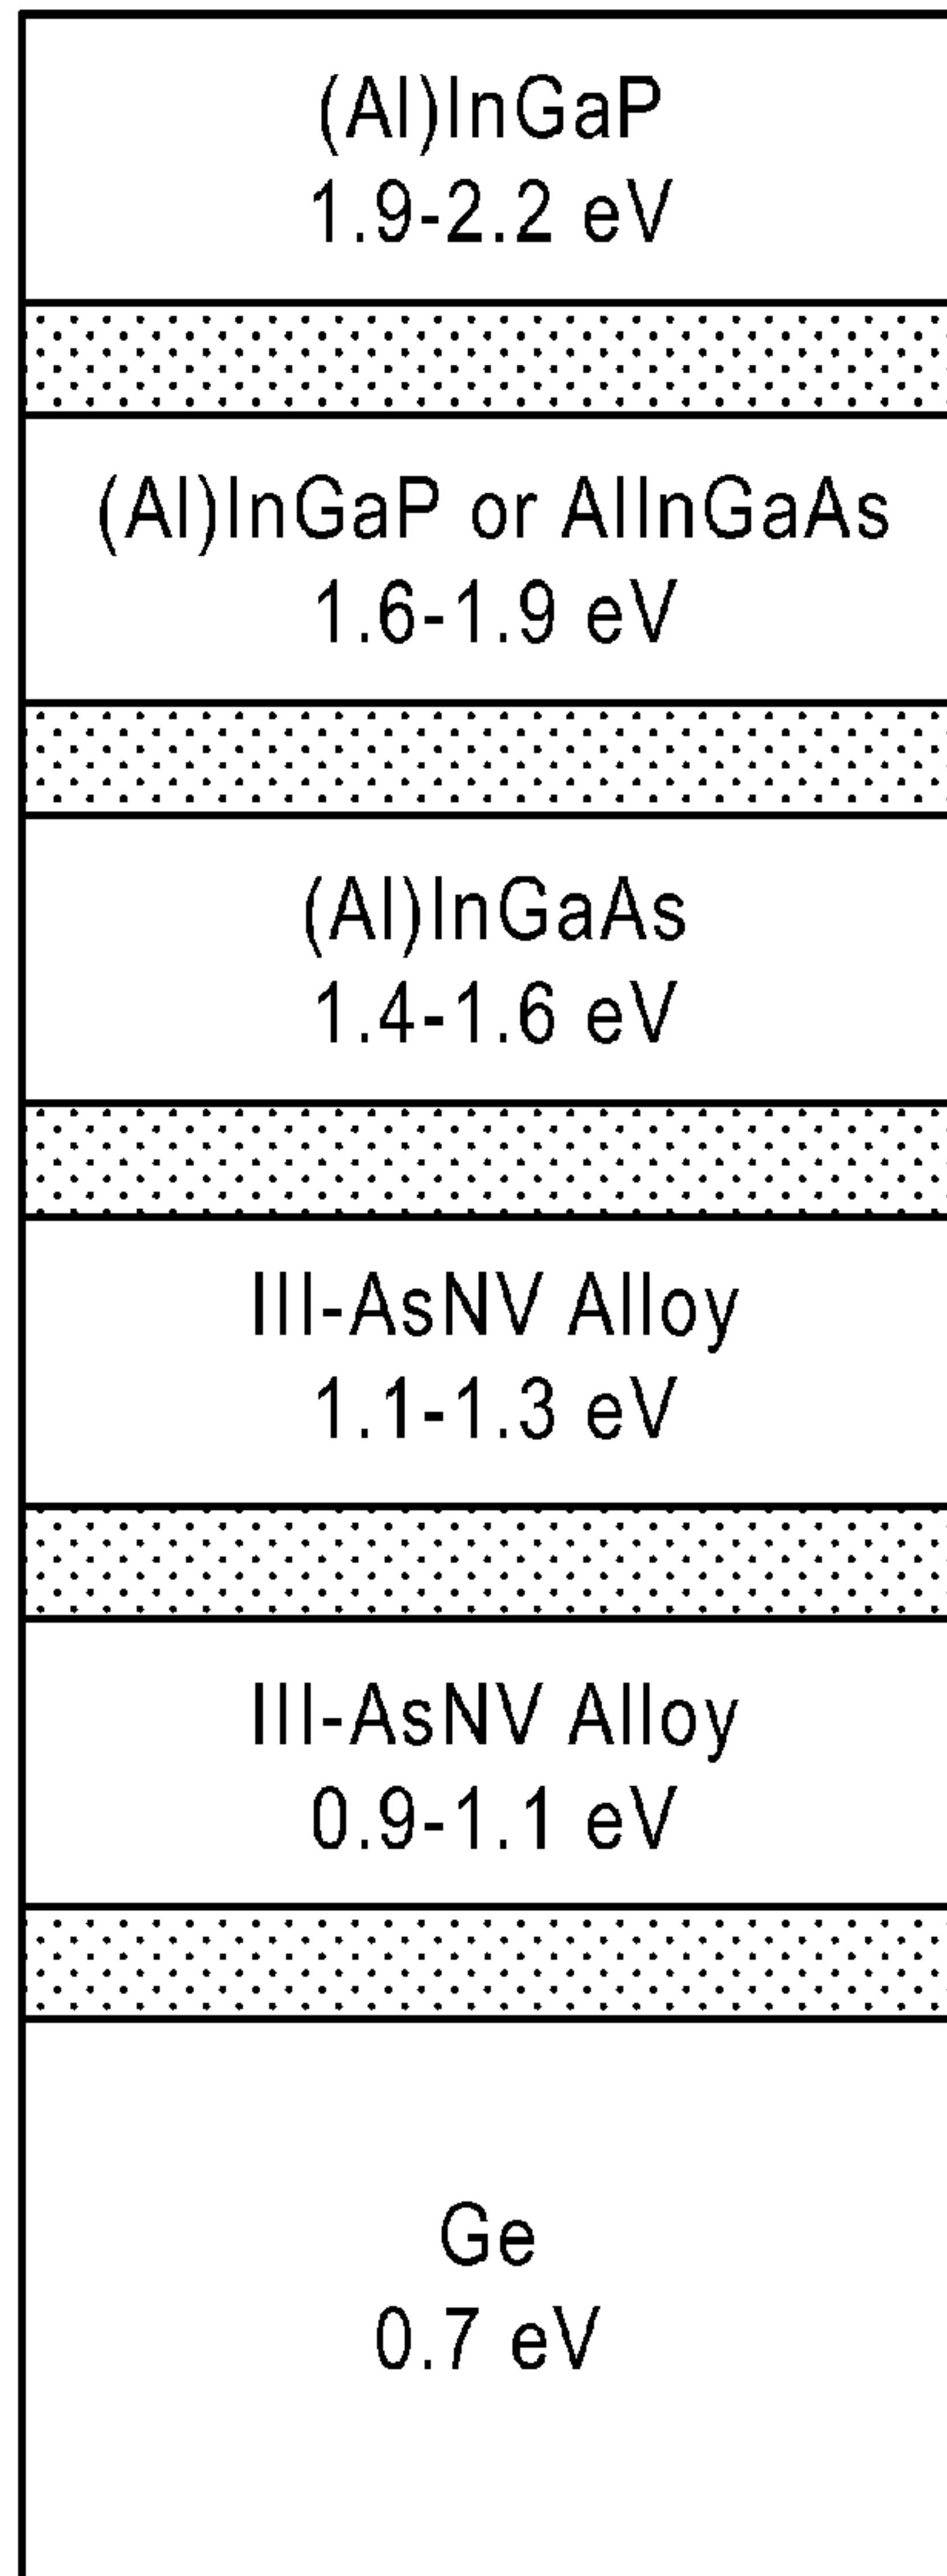 (Al)InGaP
1.9-2.2 eV
(Al)InGaP or AlInGaAs
1.6-1.9 eV
(Al)InGaAs
1.4-1.6 eV
III-AsNV Alloy
1.1-1.3 eV
III-AsNV Alloy
0.9-1.1 eV
Ge
0.7 eV